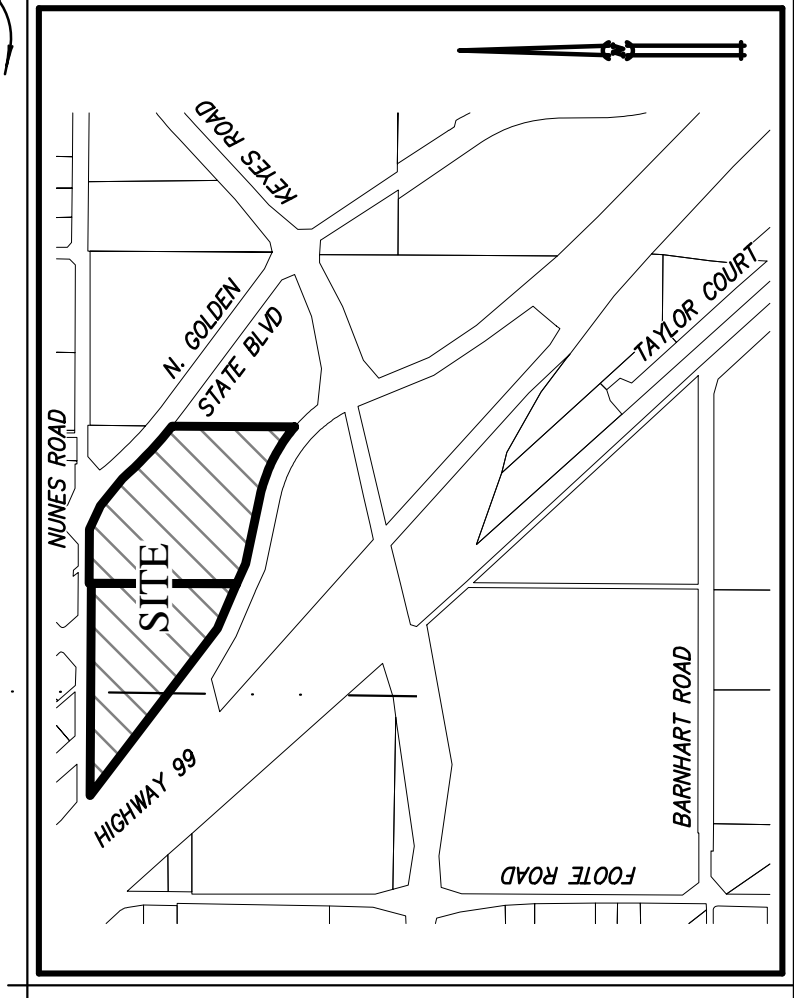 N
KEYES ROAD
N. GOLDEN
STATE BLVD
TAYLOR COURT
NUNES ROAD
SITE
HIGHWAY 99
BARNHART ROAD
FOOTE ROAD